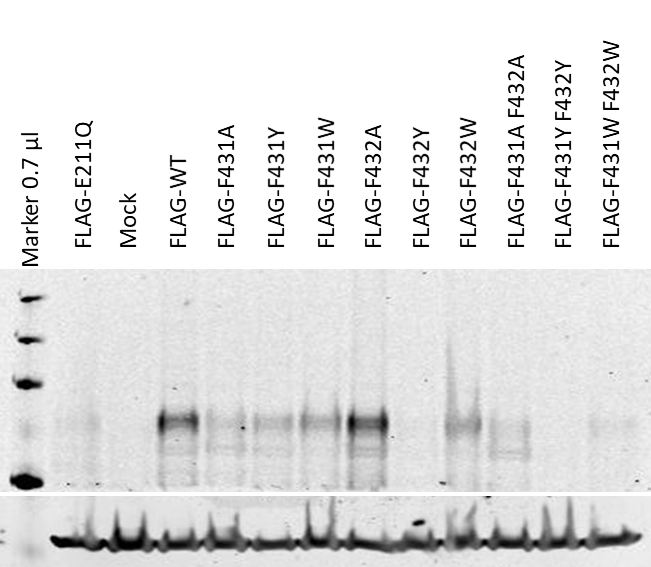 Marker 0.7 µl
FLAG-E211Q
Mock
FLAG-WT
FLAG-F431A
FLAG-F431Y
FLAG-F431W
FLAG-F432A
FLAG-F432Y
FLAG-F432W
FLAG-F431A F432A
FLAG-F431Y F432Y
FLAG-F431W F432W